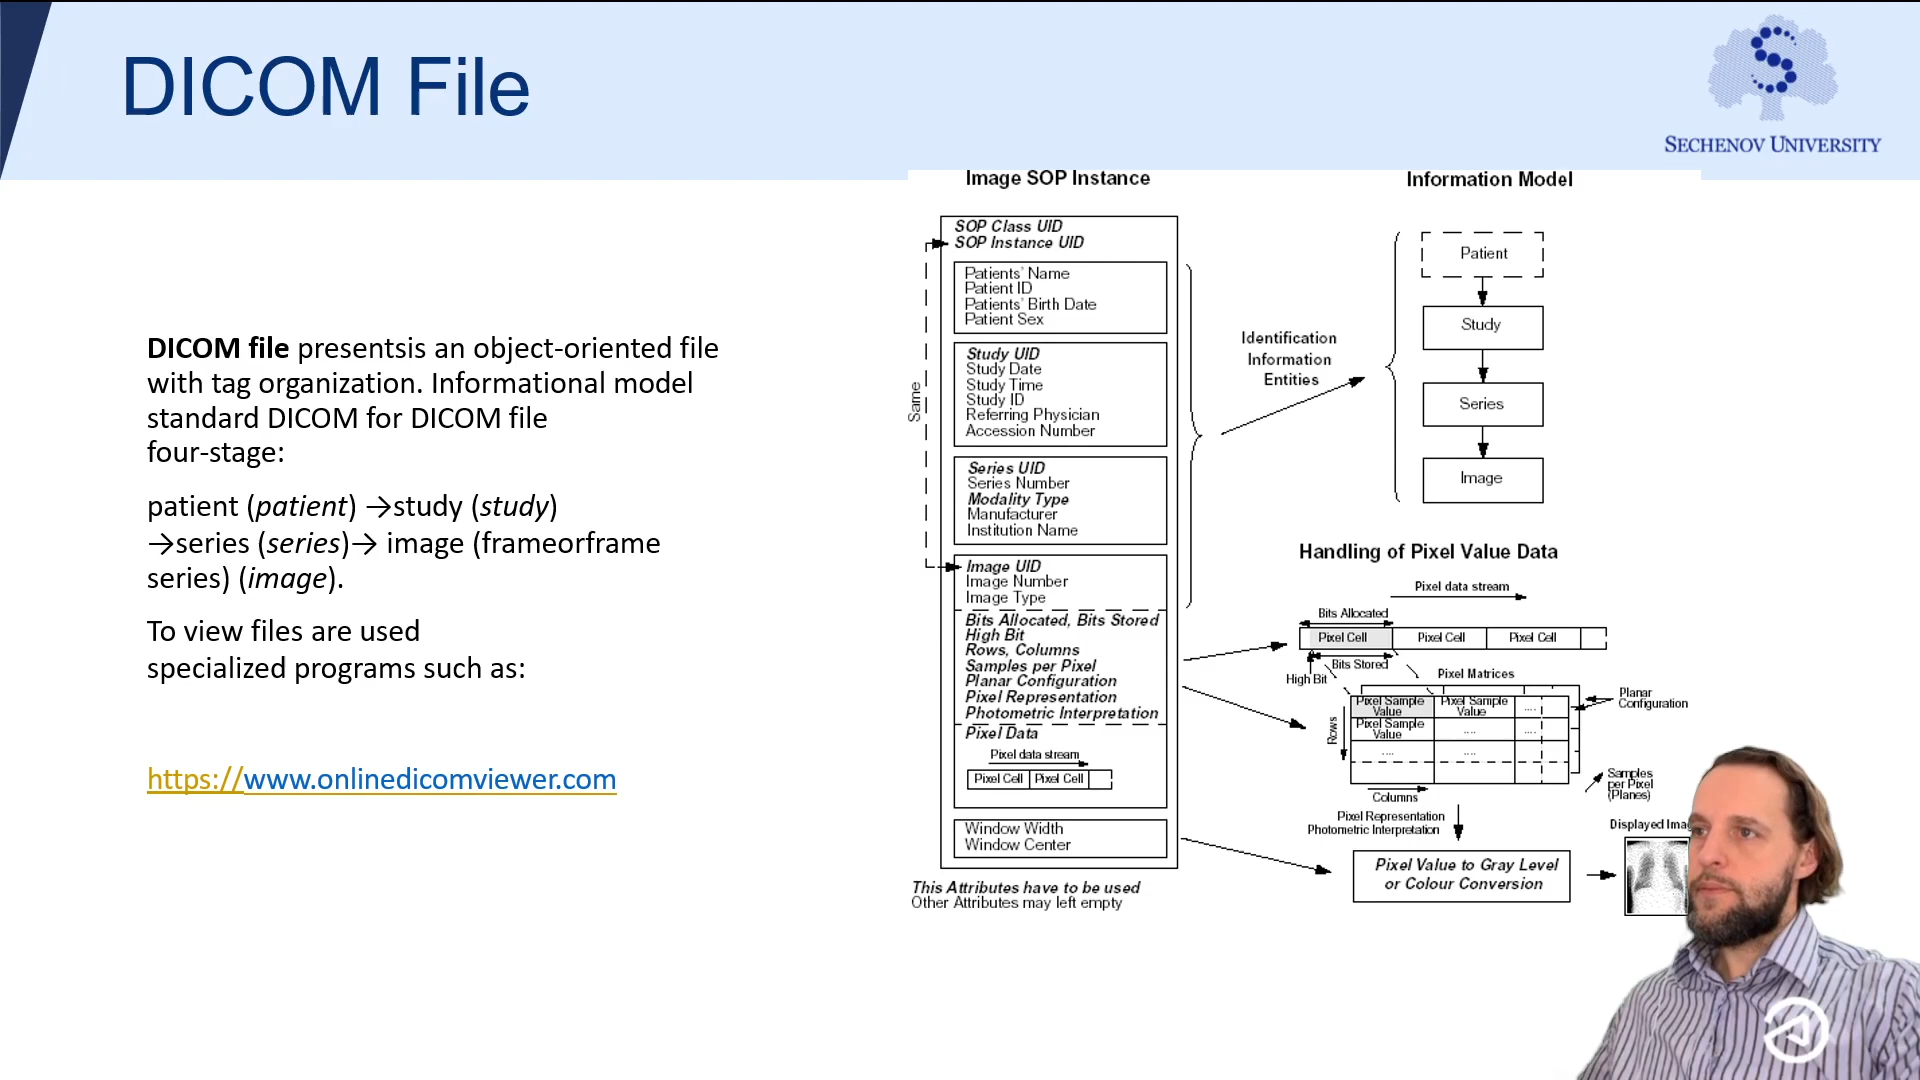 DICOM File
SECHENOV UNIVERSITY
DICOM file presentsis an object-oriented file
with tag organization. Informational model
standard DICOM for DICOM file
four-stage:
patient (patient) →study (study)
→series (series)→ image (frameorframe
series) (image).
To view files are used
specialized programs such as:
https://www.onlinedicomviewer.com
Image SOP Instance
SOP Class UID
SOP Instance UID
Patients' Name
Patient ID
Patients' Birth Date
Patient Sex
Study UID
Study Date
Study Time
Study ID
Referring Physician
Accession Number
Series UID
Series Number
Modality Type
Manufacturer
Institution Name
Image UID
Image Number
Image Type
Bits Allocated, Bits Stored
High Bit
Rows, Columns
Samples per Pixel
Planar Configuration
Pixel Representation
Photometric Interpretation
Pixel Data
Pixel data stream
Pixel Cell Pixel Cell
Window Width
Window Center
Same
This Attributes have to be used
Other Attributes may left empty
Identification
Information
Entities
Information Model
Patient
Study
Series
Image
Handling of Pixel Value Data
Pixel data stream
Bits Allocated
Pixel Cell Pixel Cell Pixel Cell
Bits Stored
High Bit
Pixel Matrices
Pixel Sample Pixel Sample
Value Value ....
Pixel Sample
Value .... ....
.... ....
Rows
Columns
Planar
Configuration
Samples
per Pixel
(Planes)
Pixel Representation
Photometric Interpretation
Pixel Value to Gray Level
or Colour Conversion
Displayed Imag